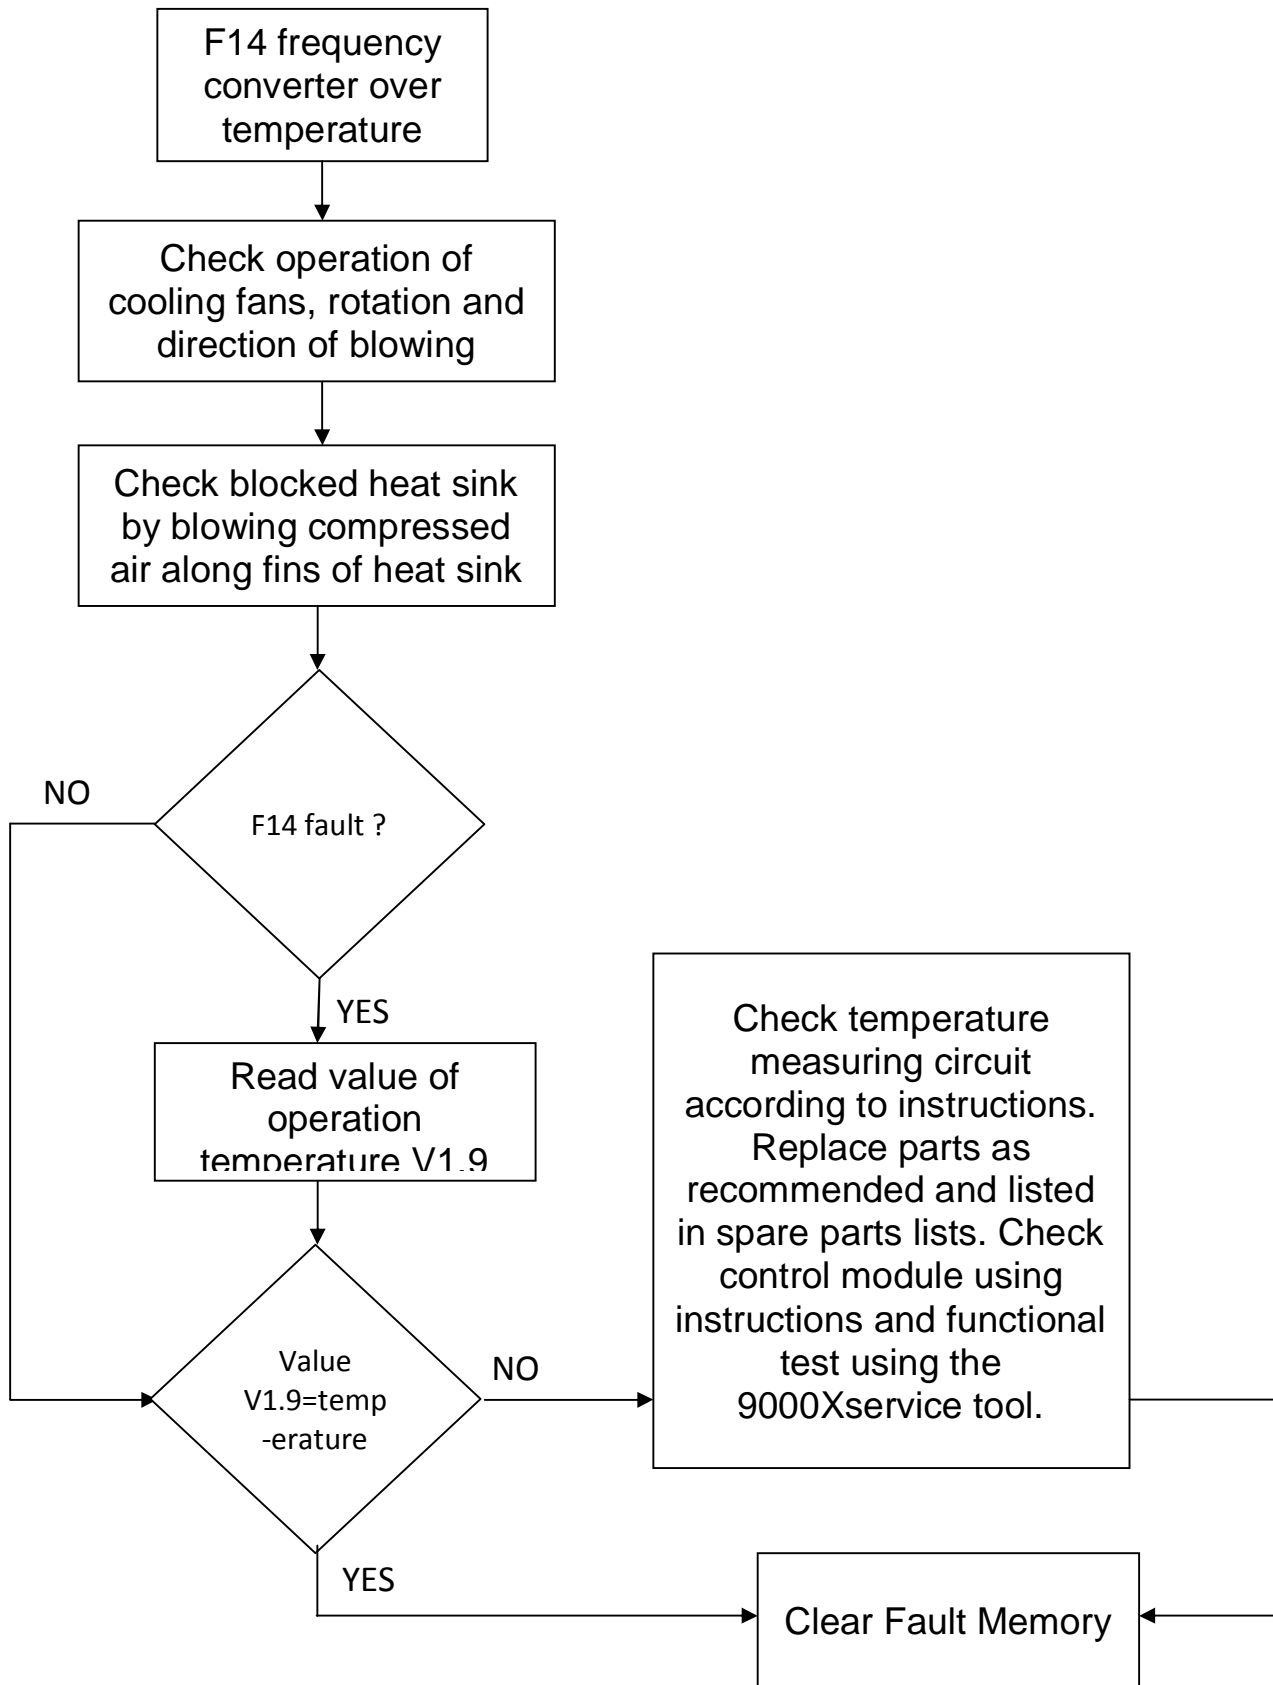 F14 frequency
converter over
temperature
Check operation of
cooling fans, rotation and
direction of blowing
Check blocked heat sink
by blowing compressed
air along fins of heat sink
NO
F14 fault ?
YES
Read value of
operation
temperature V1.9
Value
V1.9=temp
-erature
NO
Check temperature
measuring circuit
according to instructions.
Replace parts as
recommended and listed
in spare parts lists. Check
control module using
instructions and functional
test using the
9000Xservice tool.
YES
Clear Fault Memory